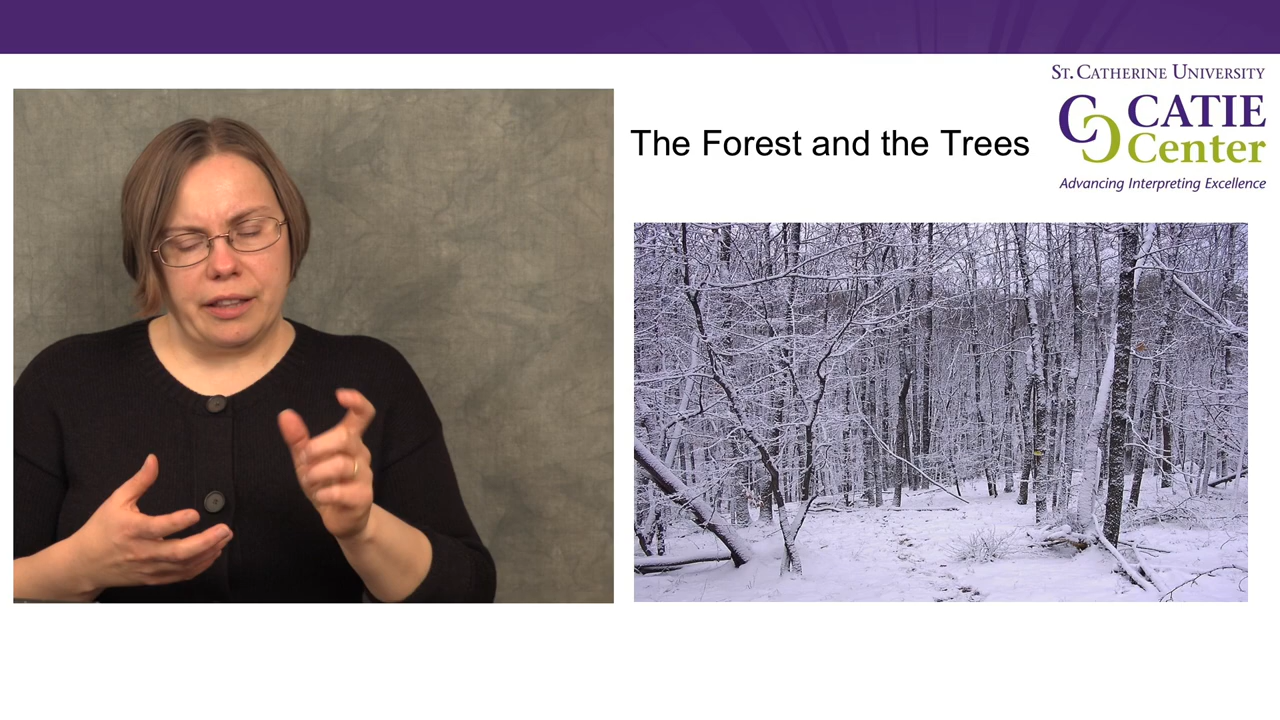 ST. CATHERINE UNIVERSITY
The Forest and the Trees
CATIE
Center
Advancing Interpreting Excellence